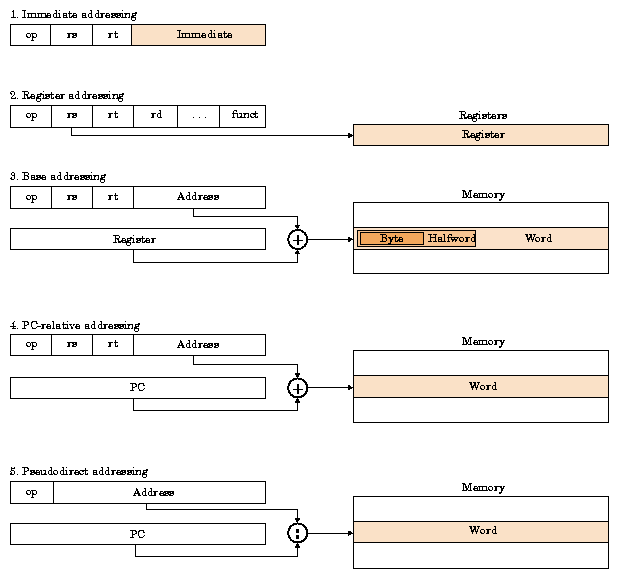 1. Immediate addressing
op rs rt Immediate
2. Register addressing
op rs rt rd ... funct
Registers
Register
3. Base addressing
op rs rt Address
Memory
Register
+
Byte Halfword Word
4. PC-relative addressing
op rs rt Address
Memory
PC
+
Word
5. Pseudodirect addressing
op Address
Memory
PC
:
Word